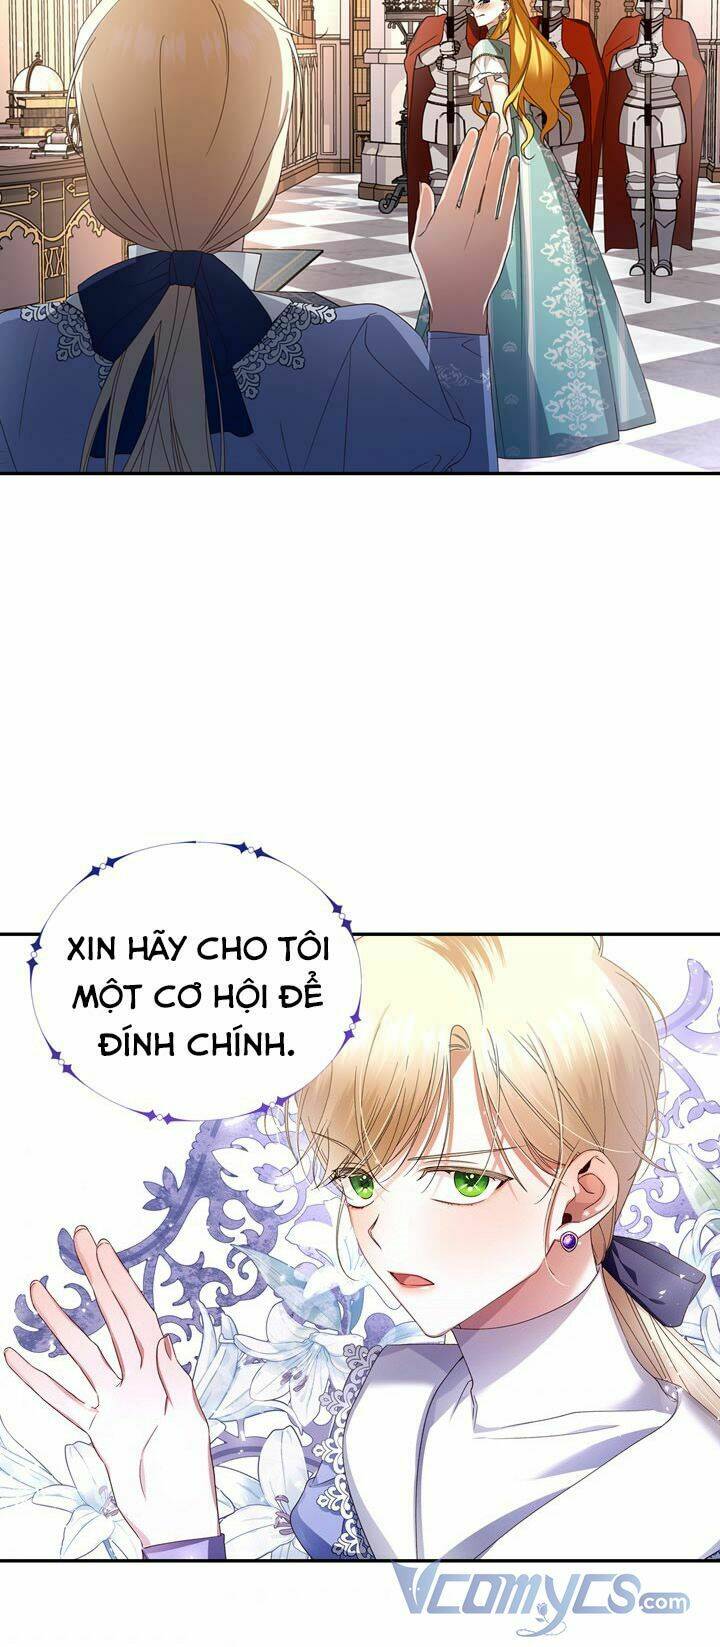 XIN HÃY CHO TÔI
MỘT CƠ HỘI ĐỂ
ĐÍNH CHÍNH.
VCOMYCS.com